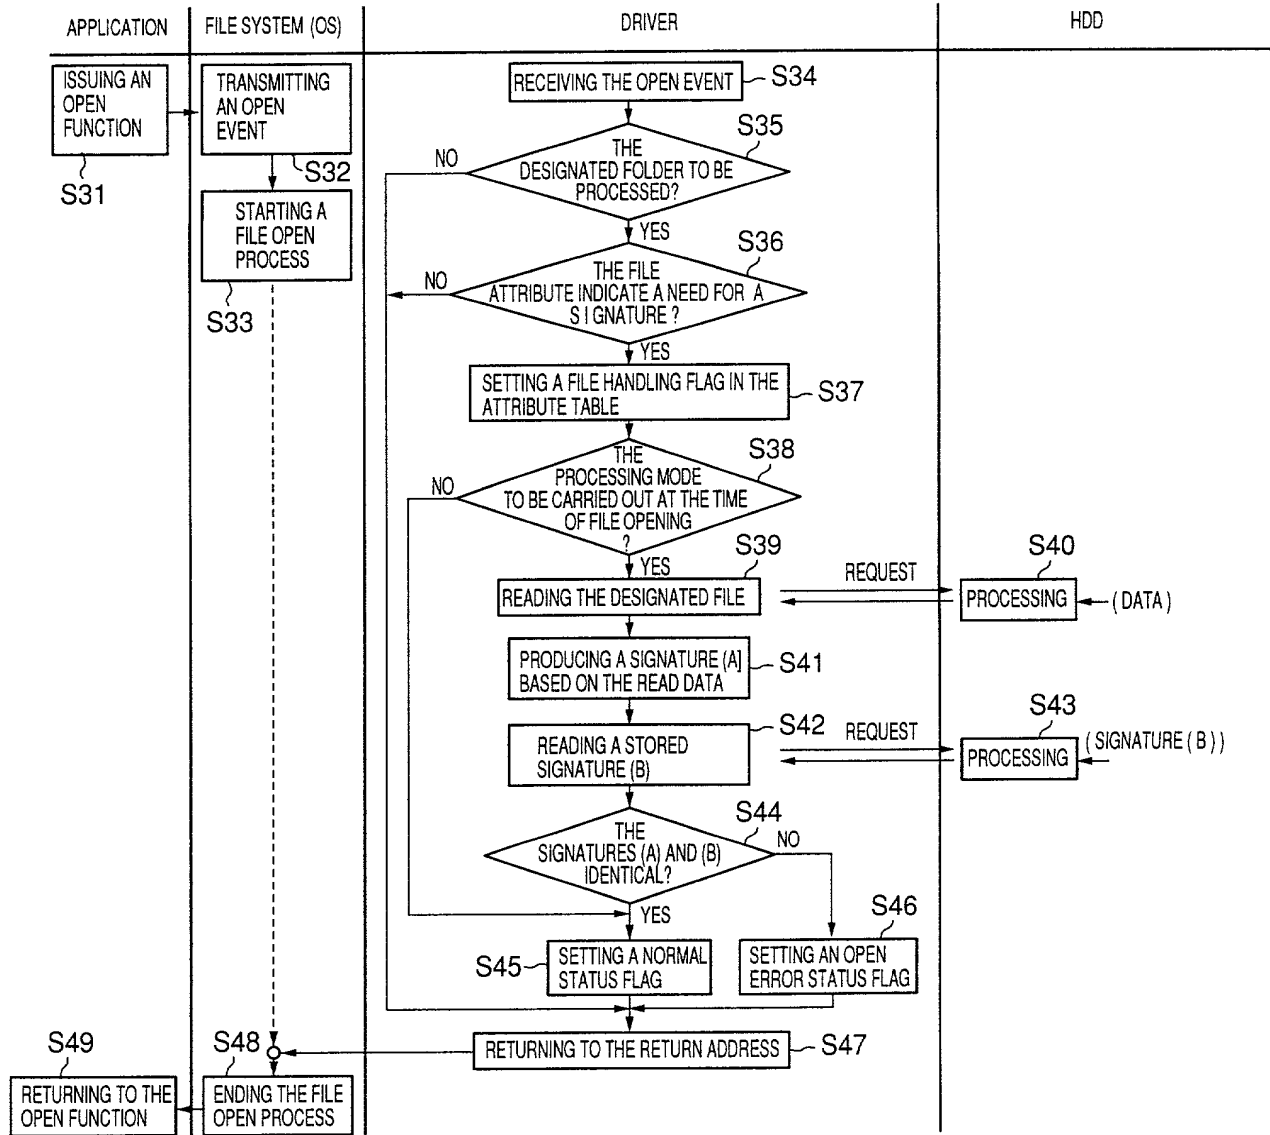 APPLICATION
FILE SYSTEM (OS)
DRIVER
HDD
ISSUING AN
OPEN
FUNCTION
S31
TRANSMITTING
AN OPEN
EVENT
S32
STARTING A
FILE OPEN
PROCESS
S33
RECEIVING THE OPEN EVENT
S34
S35
NO
THE
DESIGNATED FOLDER TO BE
PROCESSED?
YES
S36
NO
THE FILE
ATTRIBUTE INDICATE A NEED FOR A
SIGNATURE ?
YES
SETTING A FILE HANDLING FLAG IN THE
ATTRIBUTE TABLE
S37
S38
NO
THE
PROCESSING MODE
TO BE CARRIED OUT AT THE TIME
OF FILE OPENING
?
YES
S39
READING THE DESIGNATED FILE
REQUEST
S40
PROCESSING
( DATA )
PRODUCING A SIGNATURE (A]
BASED ON THE READ DATA
S41
S42
READING A STORED
SIGNATURE (B)
REQUEST
S43
PROCESSING
( SIGNATURE ( B ) )
S44
THE
SIGNATURES (A) AND (B)
IDENTICAL?
NO
YES
S45
SETTING A NORMAL
STATUS FLAG
S46
SETTING AN OPEN
ERROR STATUS FLAG
RETURNING TO THE RETURN ADDRESS
S47
S48
ENDING THE FILE
OPEN PROCESS
S49
RETURNING TO THE
OPEN FUNCTION